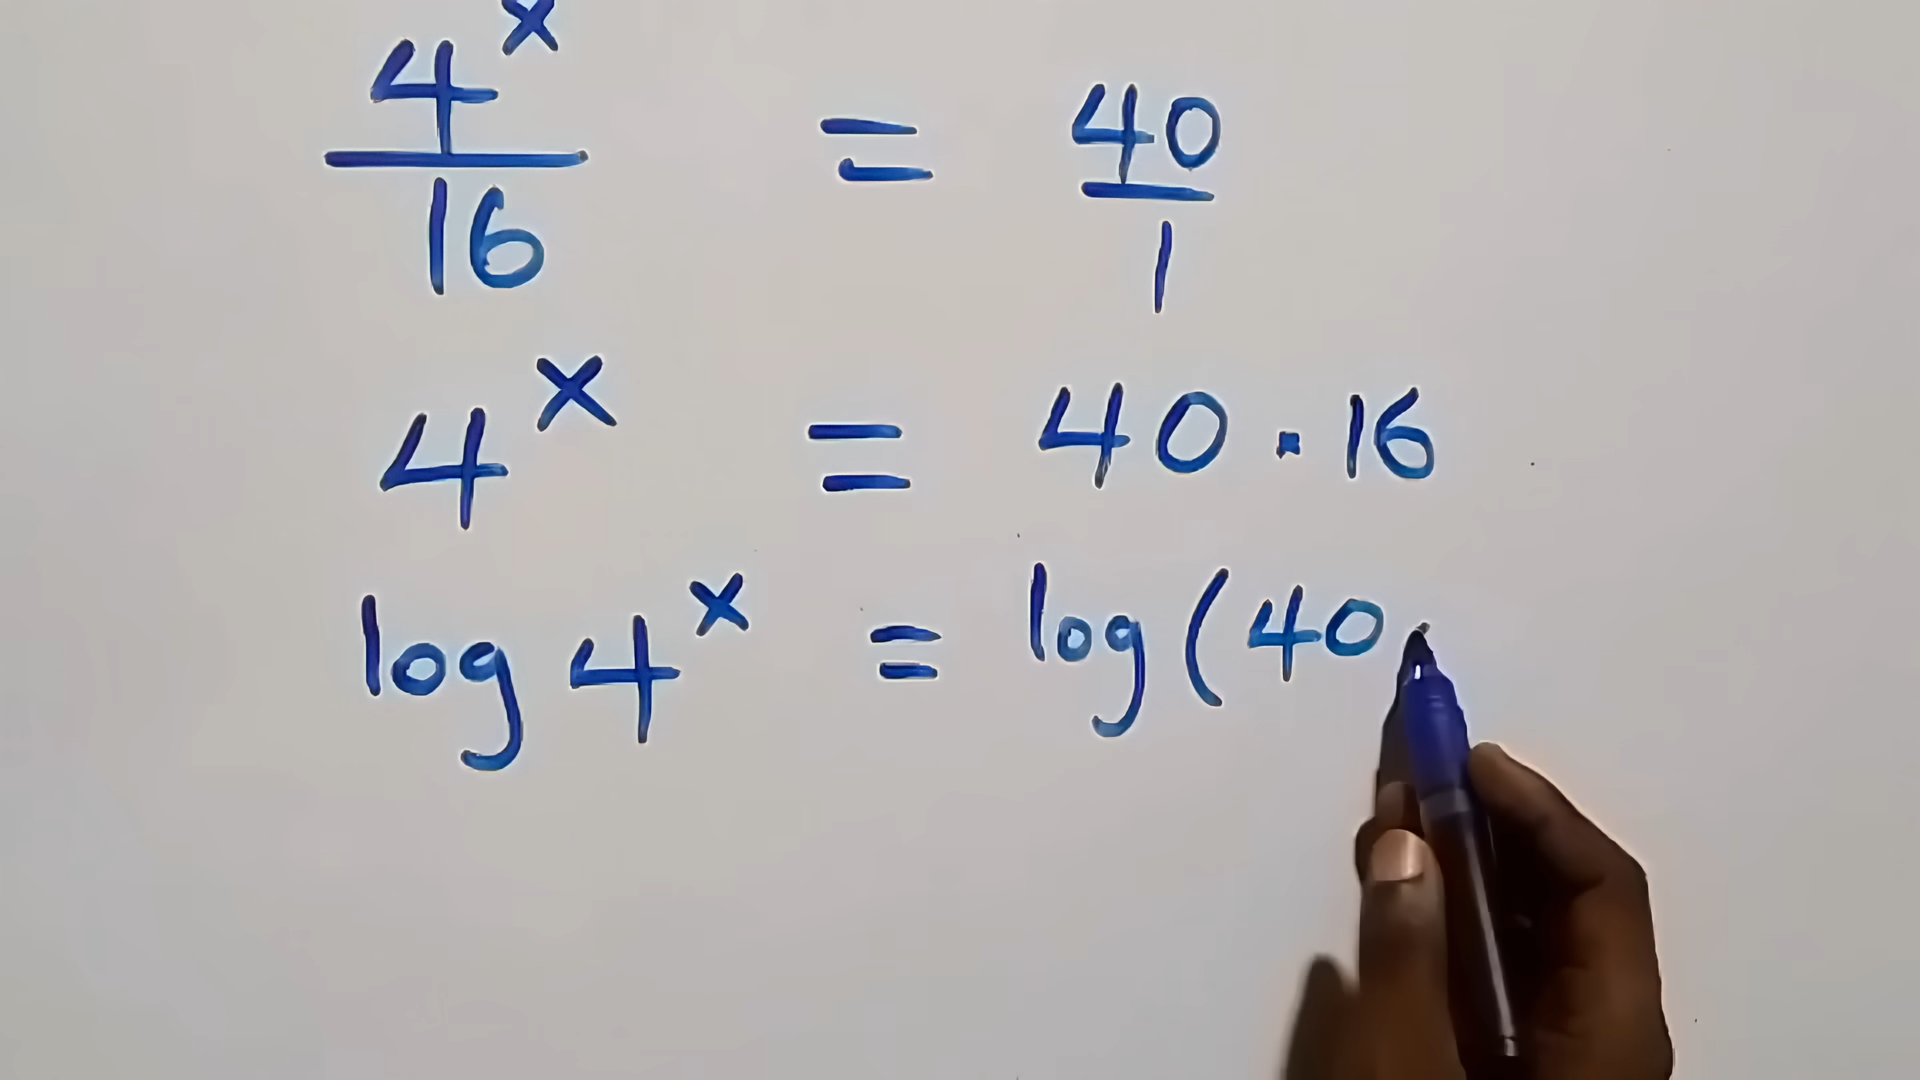 4^x/16 = 40/1
4^x = 40 · 16
log 4^x = log (40